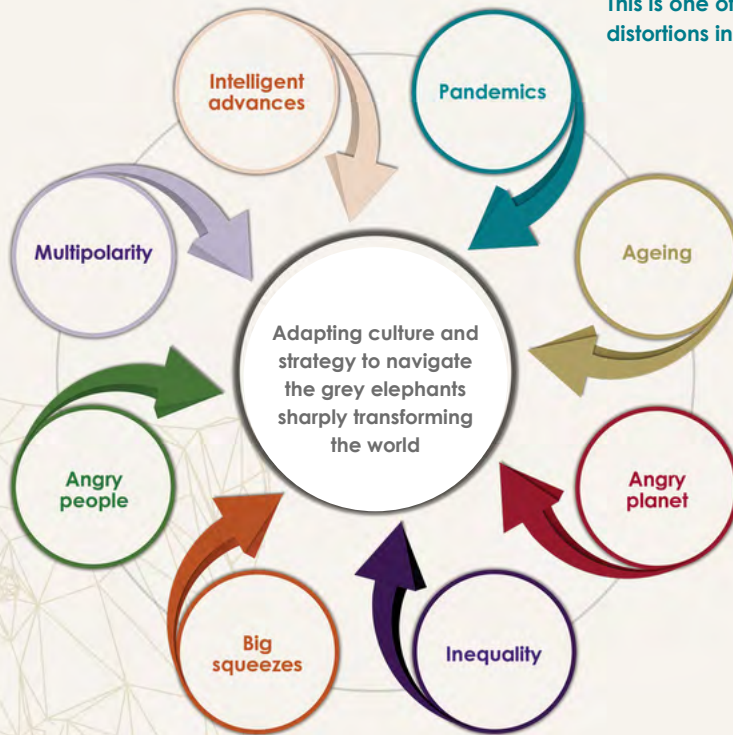 This is one of
distortions in
Intelligent
advances
Pandemics
Multipolarity
Ageing
Adapting culture and
strategy to navigate
the grey elephants
sharply transforming
the world
Angry
people
Angry
planet
Big
squeezes
Inequality